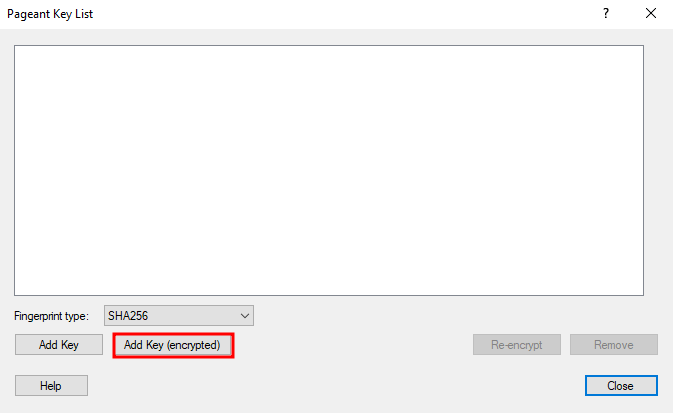 Pageant Key List
?
Fingerprint type: SHA256
Add Key Add Key (encrypted) Re-encrypt Remove
Help Close